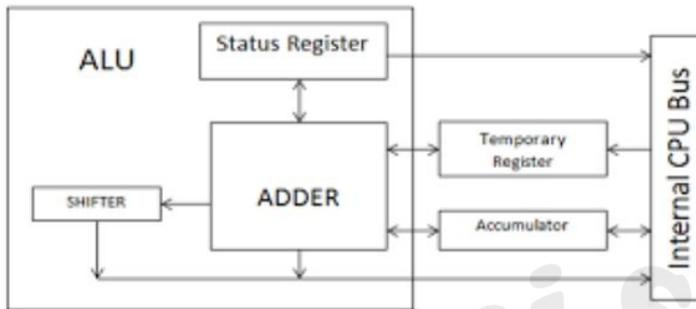 ALU
Status Register
Temporary
Register
ADDER
SHIFTER
Accumulator
Internal CPU Bus